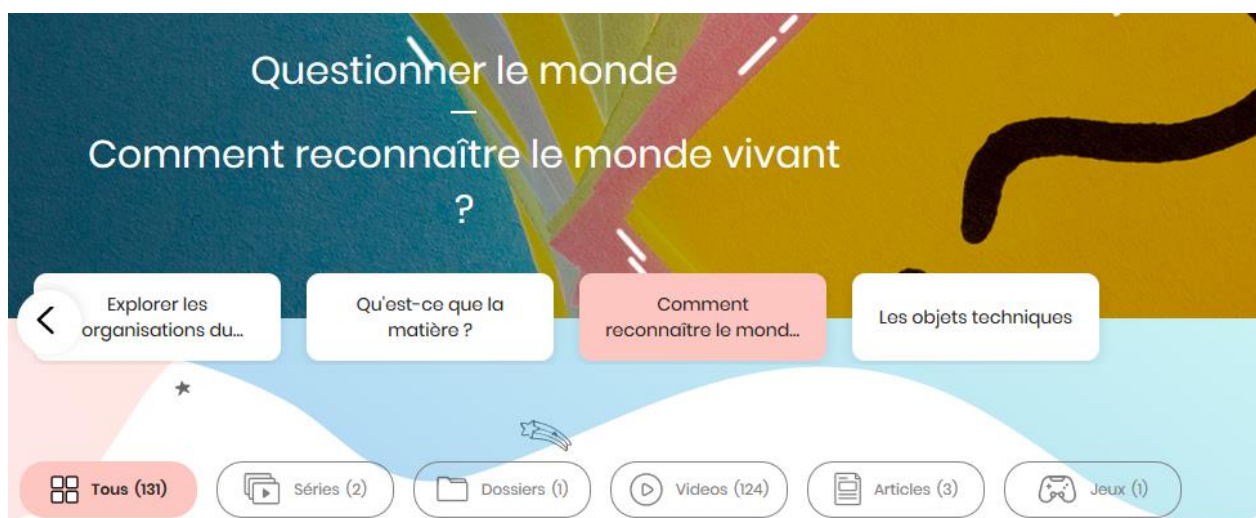 Questionner le monde
—
Comment reconnaître le monde vivant
?
Explorer les
organisations du...
Qu'est-ce que la
matière ?
Comment
reconnaître le mond...
Les objets techniques
Tous (131)
Séries (2)
Dossiers (1)
Videos (124)
Articles (3)
Jeux (1)